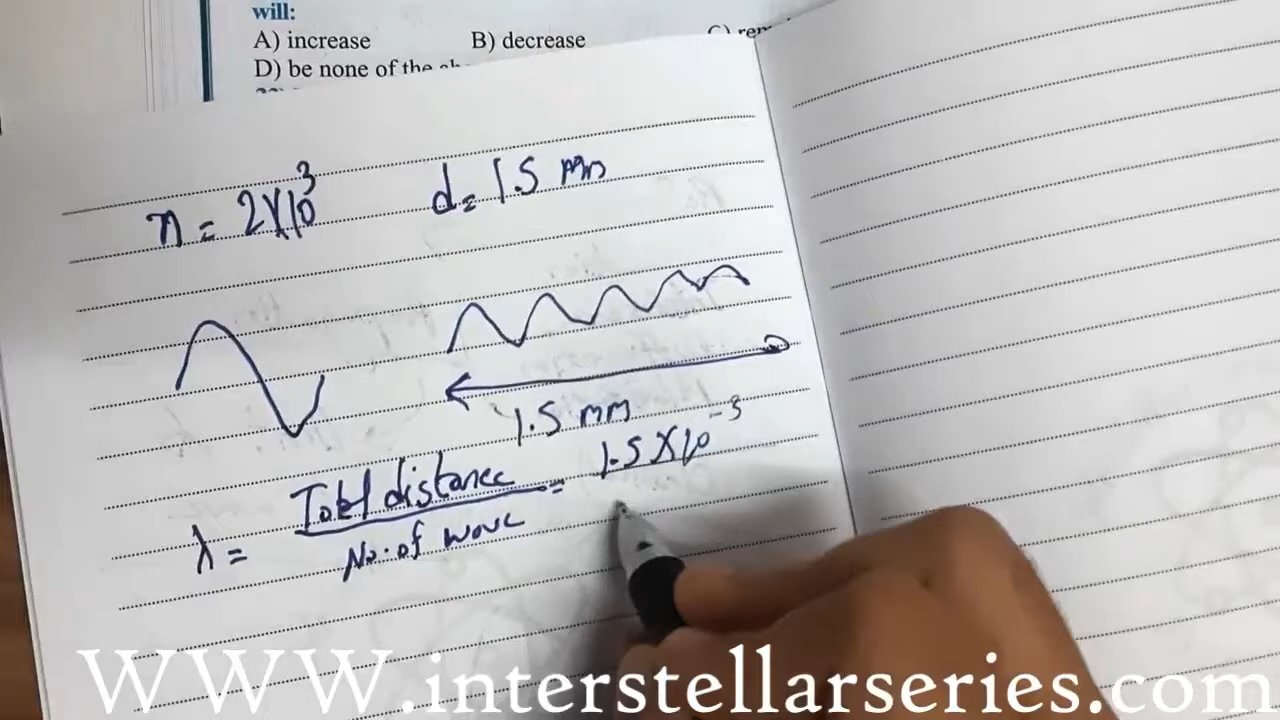 will:
A) increase B) decrease C) rem
D) be none of the
n = 2×10³ d = 1.5 mm
1.5 mm
λ = Total distance / No. of wave = 1.5 × 10⁻³
WWW.interstellarseries.com